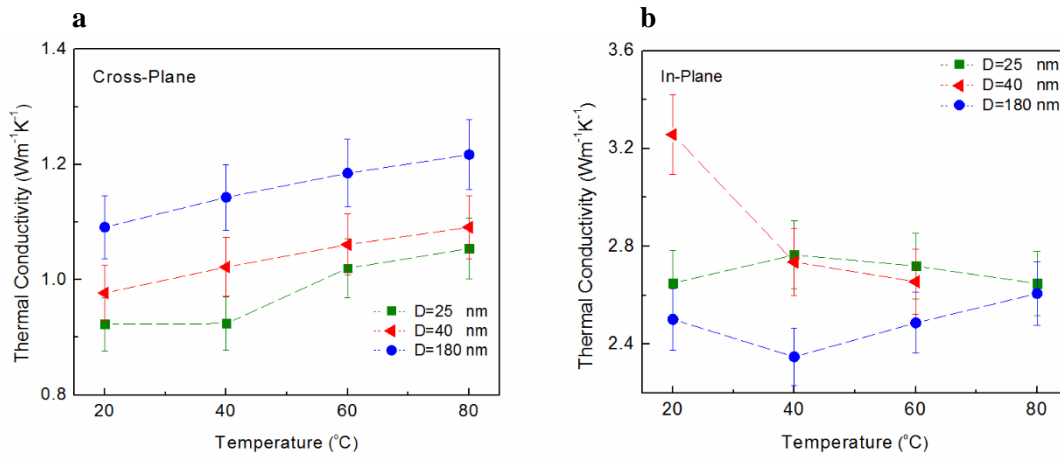 a
1.4
1.2
1.0
0.8
Thermal Conductivity (Wm⁻¹K⁻¹)
Cross-Plane
D=25 nm
D=40 nm
D=180 nm
20 40 60 80
Temperature (°C)
b
3.6
3.2
2.8
2.4
Thermal Conductivity (Wm⁻¹K⁻¹)
In-Plane
D=25 nm
D=40 nm
D=180 nm
20 40 60 80
Temperature (°C)